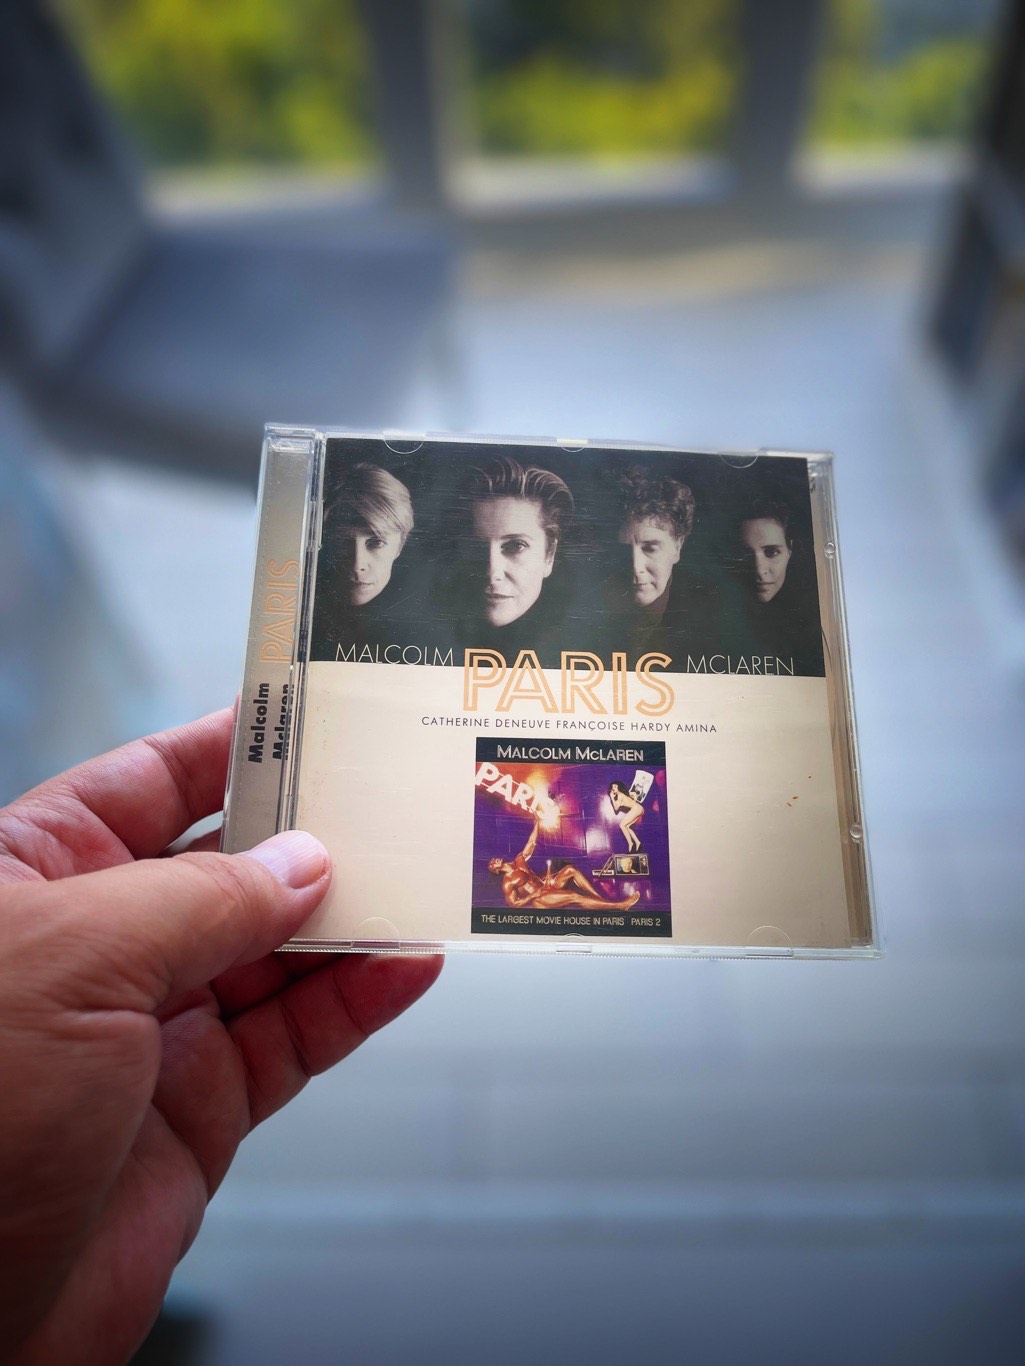 MALCOLM PARIS MCLAREN
CATHERINE DENEUVE FRANÇOISE HARDY AMINA
MALCOLM MCLAREN
PARIS
THE LARGEST MOVIE HOUSE IN PARIS PARIS 2
Malcolm
Mclaren
PARIS